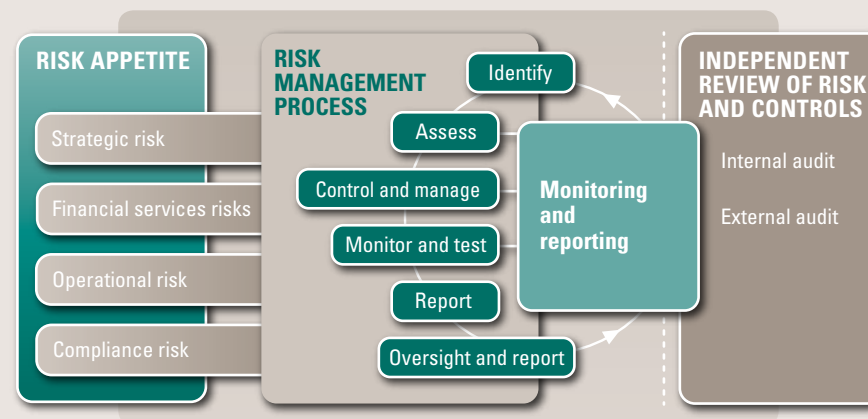 RISK APPETITE
Strategic risk
Financial services risks
Operational risk
Compliance risk
RISK
MANAGEMENT
PROCESS
Identify
Assess
Control and manage
Monitor and test
Report
Oversight and report
Monitoring
and
reporting
INDEPENDENT
REVIEW OF RISK
AND CONTROLS
Internal audit
External audit